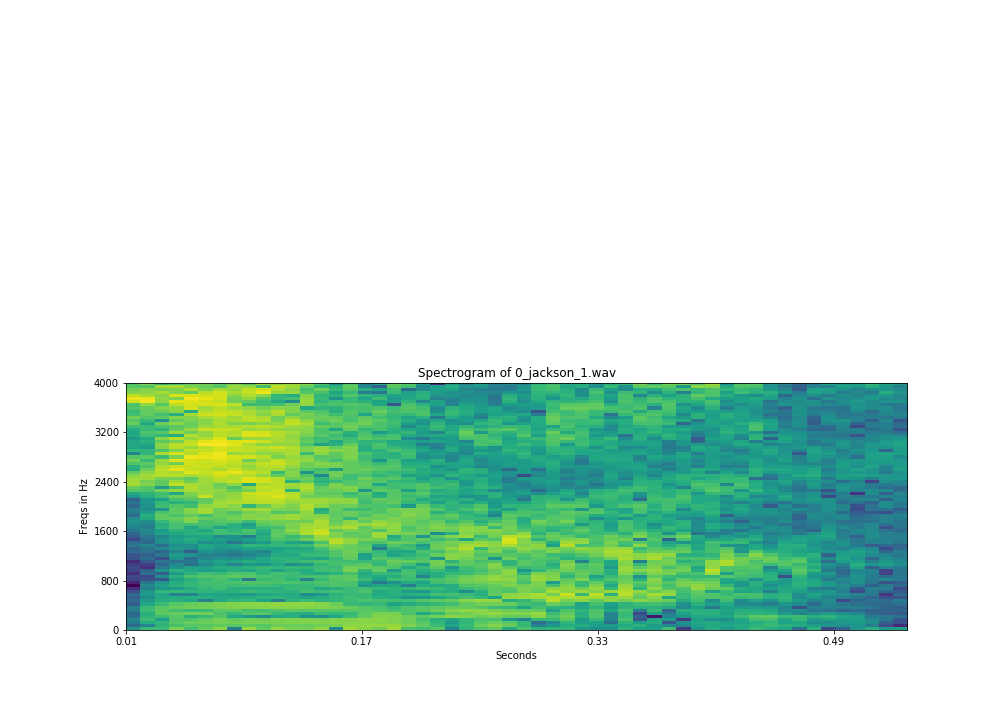 Spectrogram of 0_jackson_1.wav
4000
3200
2400
1600
800
0
Freqs in Hz
0.01 0.17 0.33 0.49
Seconds